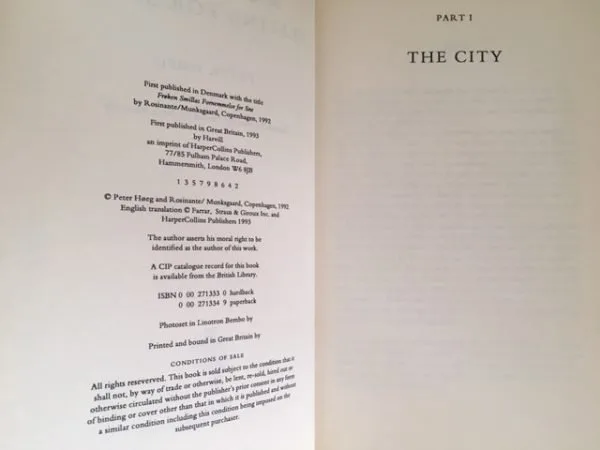 First published in Denmark with the title
Frøken Smillas Fornemmelse for Sne
by Rosinante/Munksgaard, Copenhagen, 1992
First published in Great Britain, 1993
by Harvill
an imprint of HarperCollins Publishers,
77/85 Fulham Palace Road,
Hammersmith, London W6 8JB
1 3 5 7 9 8 6 4 2
© Peter Høeg and Rosinante/ Munksgaard, Copenhagen, 1992
English translation © Farrar, Straus & Giroux Inc. and
HarperCollins Publishers 1993
The author asserts his moral right to be
identified as the author of this work.
A CIP catalogue record for this book
is available from the British Library.
ISBN 0 00 271333 0 hardback
0 00 271334 9 paperback
Photoset in Linotron Bembo by
Printed and bound in Great Britain by
CONDITIONS OF SALE
All rights reseverved. This book is sold subject to the condition that it
shall not, by way of trade or otherwise, be lent, re-sold, hired out or
otherwise circulated without the publisher's prior consent in any form
of binding or cover other than that in which it is published and without
a similar condition including this condition being imposed on the
subsequent purchaser.
PART I
THE CITY